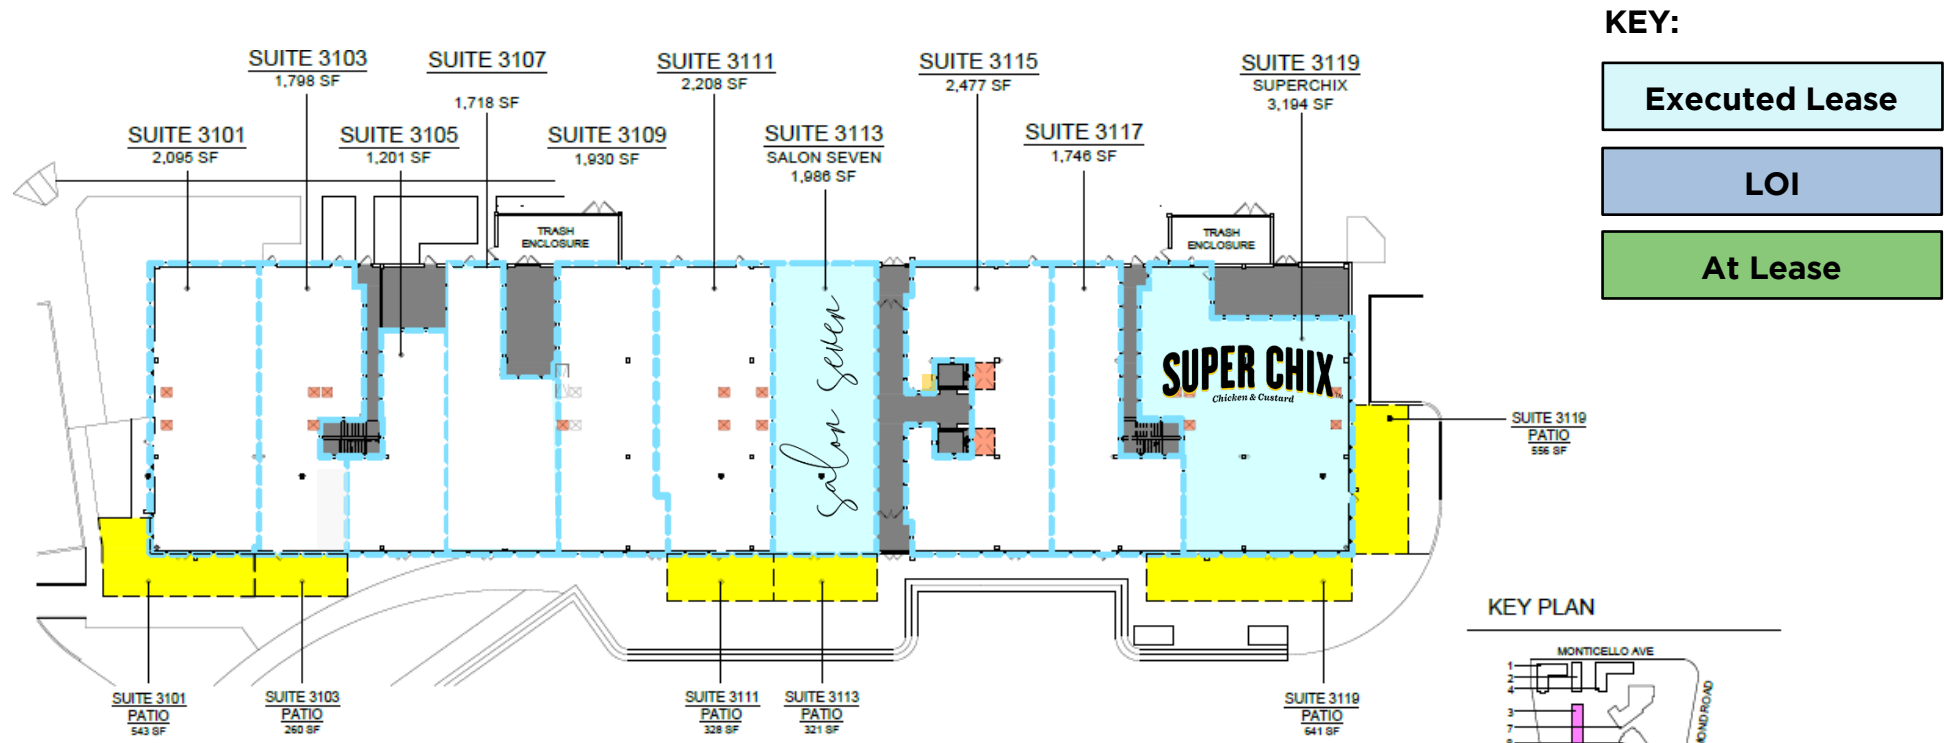 KEY:
Executed Lease
LOI
At Lease
SUITE 3103
1,798 SF
SUITE 3107
1,718 SF
SUITE 3111
2,208 SF
SUITE 3115
2,477 SF
SUITE 3119
SUPERCHIX
3,194 SF
SUITE 3101
2,095 SF
SUITE 3105
1,201 SF
SUITE 3109
1,930 SF
SUITE 3113
SALON SEVEN
1,986 SF
SUITE 3117
1,746 SF
TRASH
ENCLOSURE
TRASH
ENCLOSURE
Salon Seven
SUPER CHIX
Chicken & Custard
SUITE 3119
PATIO
556 SF
SUITE 3101
PATIO
543 SF
SUITE 3103
PATIO
260 SF
SUITE 3111
PATIO
328 SF
SUITE 3113
PATIO
321 SF
SUITE 3119
PATIO
641 SF
KEY PLAN
MONTICELLO AVE
1
2
4
3
7